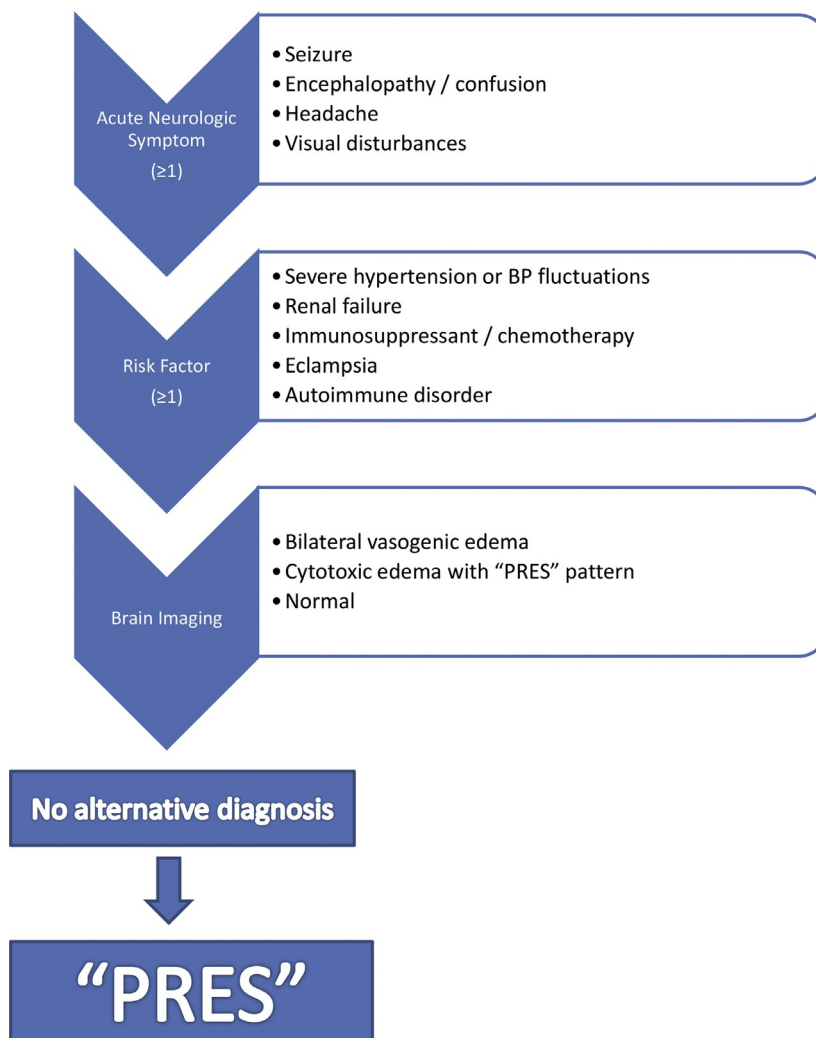 Acute Neurologic
Symptom
(≥1)
• Seizure
• Encephalopathy / confusion
• Headache
• Visual disturbances
Risk Factor
(≥1)
• Severe hypertension or BP fluctuations
• Renal failure
• Immunosuppressant / chemotherapy
• Eclampsia
• Autoimmune disorder
Brain Imaging
• Bilateral vasogenic edema
• Cytotoxic edema with “PRES” pattern
• Normal
No alternative diagnosis
“PRES”